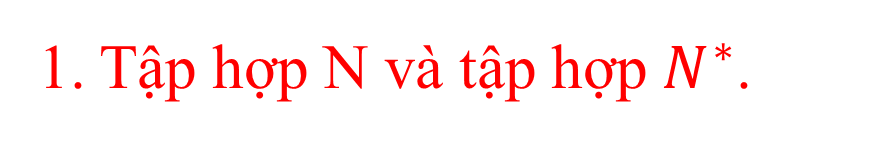 1. Tập hợp N và tập hợp N*.